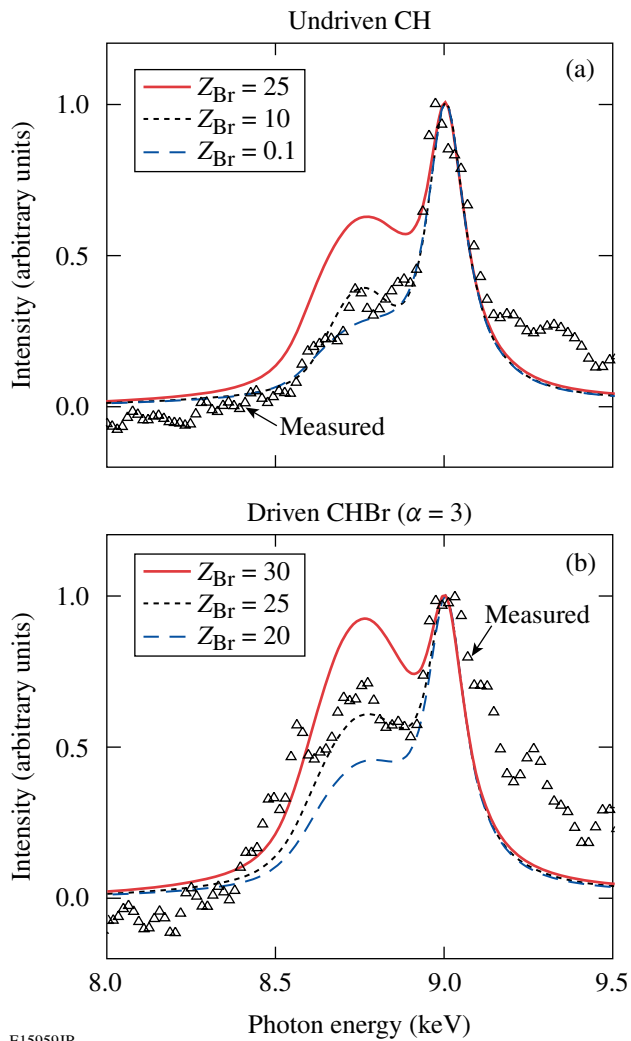 Undriven CH
(a)
Z_Br = 25
Z_Br = 10
Z_Br = 0.1
1.0
0.5
0.0
Intensity (arbitrary units)
Measured
Driven CHBr (α = 3)
(b)
Z_Br = 30
Z_Br = 25
Z_Br = 20
Measured
1.0
0.5
0.0
Intensity (arbitrary units)
8.0 8.5 9.0 9.5
Photon energy (keV)
E15959JR